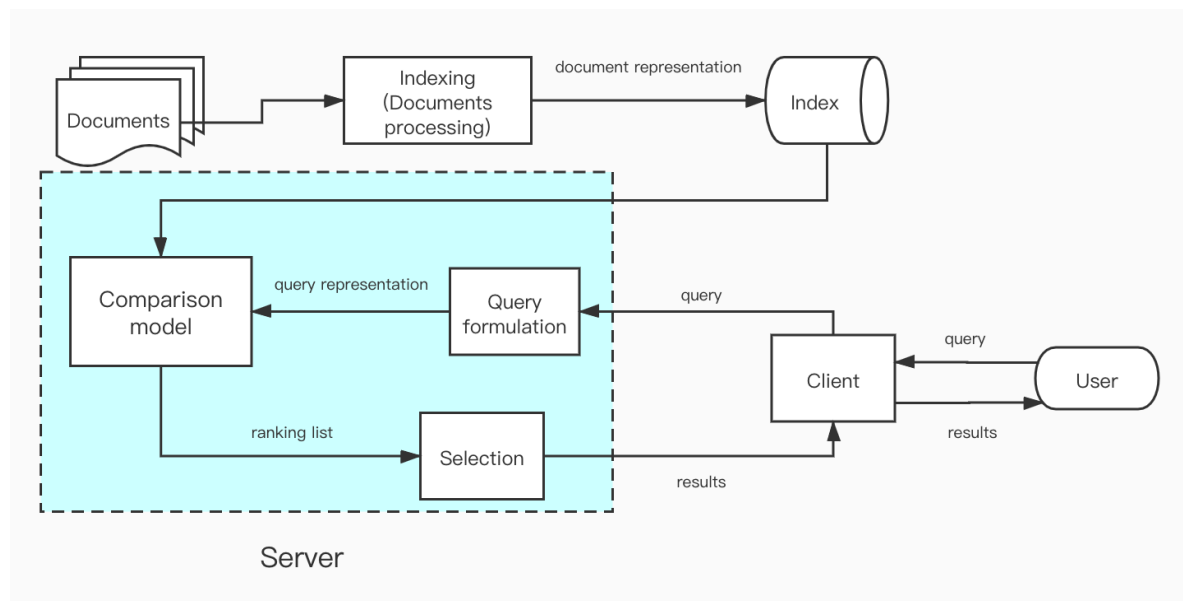 Documents
Indexing
(Documents
processing)
document representation
Index
Comparison
model
query representation
Query
formulation
query
Client
query
User
results
ranking list
Selection
results
Server